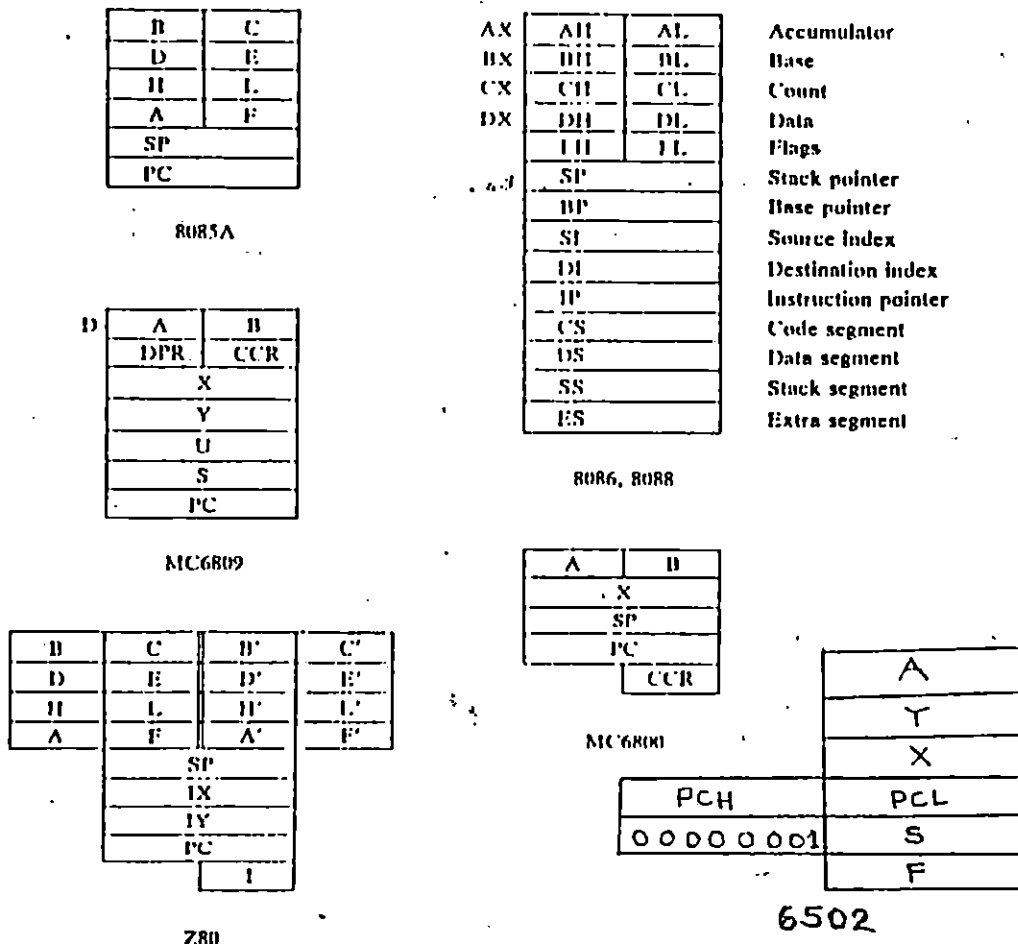 B C
D E
H L
A F
SP
PC
8085A
AX AH AL Accumulator
BX BH BL Base
CX CH CL Count
DX DH DL Data
FH FL Flags
SP Stack pointer
BP Base pointer
SI Source index
DI Destination index
IP Instruction pointer
CS Code segment
DS Data segment
SS Stack segment
ES Extra segment
8086, 8088
D A B
DPR CCR
X
Y
U
S
PC
MC6809
A B
X
SP
PC
CCR
MC6800
B C B' C'
D E D' E'
H L H' L'
A F A' F'
SP
IX
IY
PC
I
Z80
A
Y
X
PCH PCL
00000001 S
F
6502